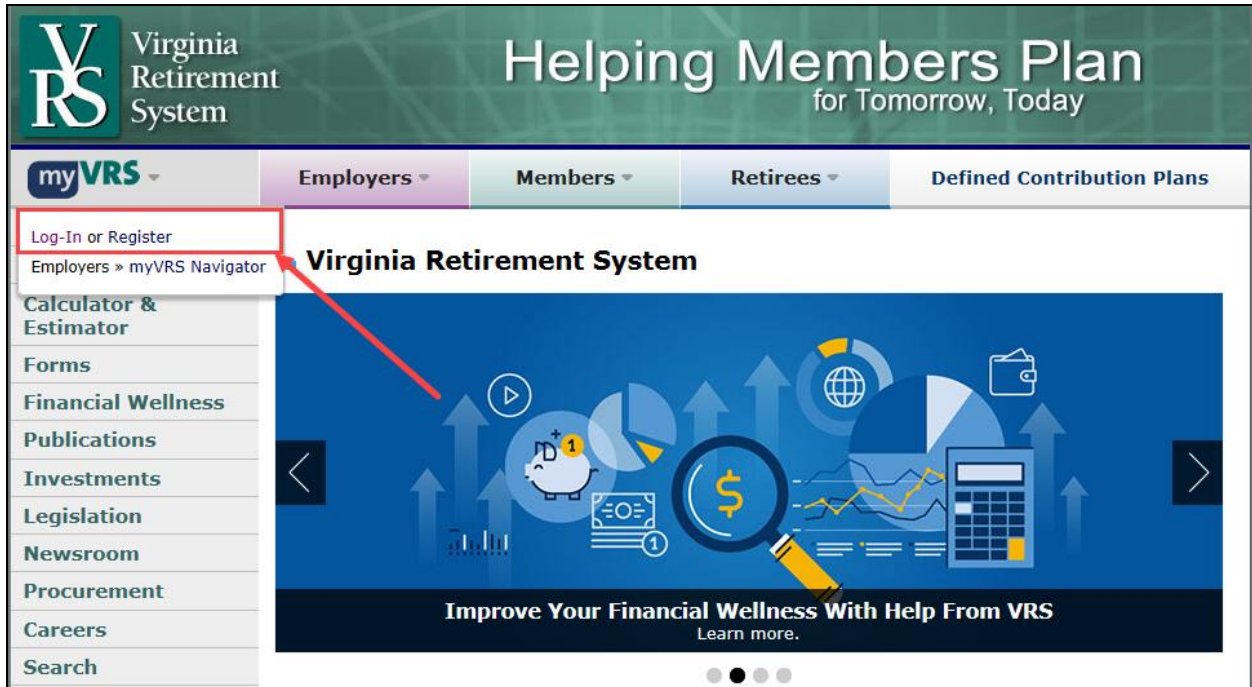 VRS
Virginia
Retirement
System
Helping Members Plan
for Tomorrow, Today
myVRS
Employers
Members
Retirees
Defined Contribution Plans
Log-In or Register
Employers » myVRS Navigator
Virginia Retirement System
Calculator &
Estimator
Forms
Financial Wellness
Publications
Investments
Legislation
Newsroom
Procurement
Careers
Search
1
$
1
Improve Your Financial Wellness With Help From VRS
Learn more.